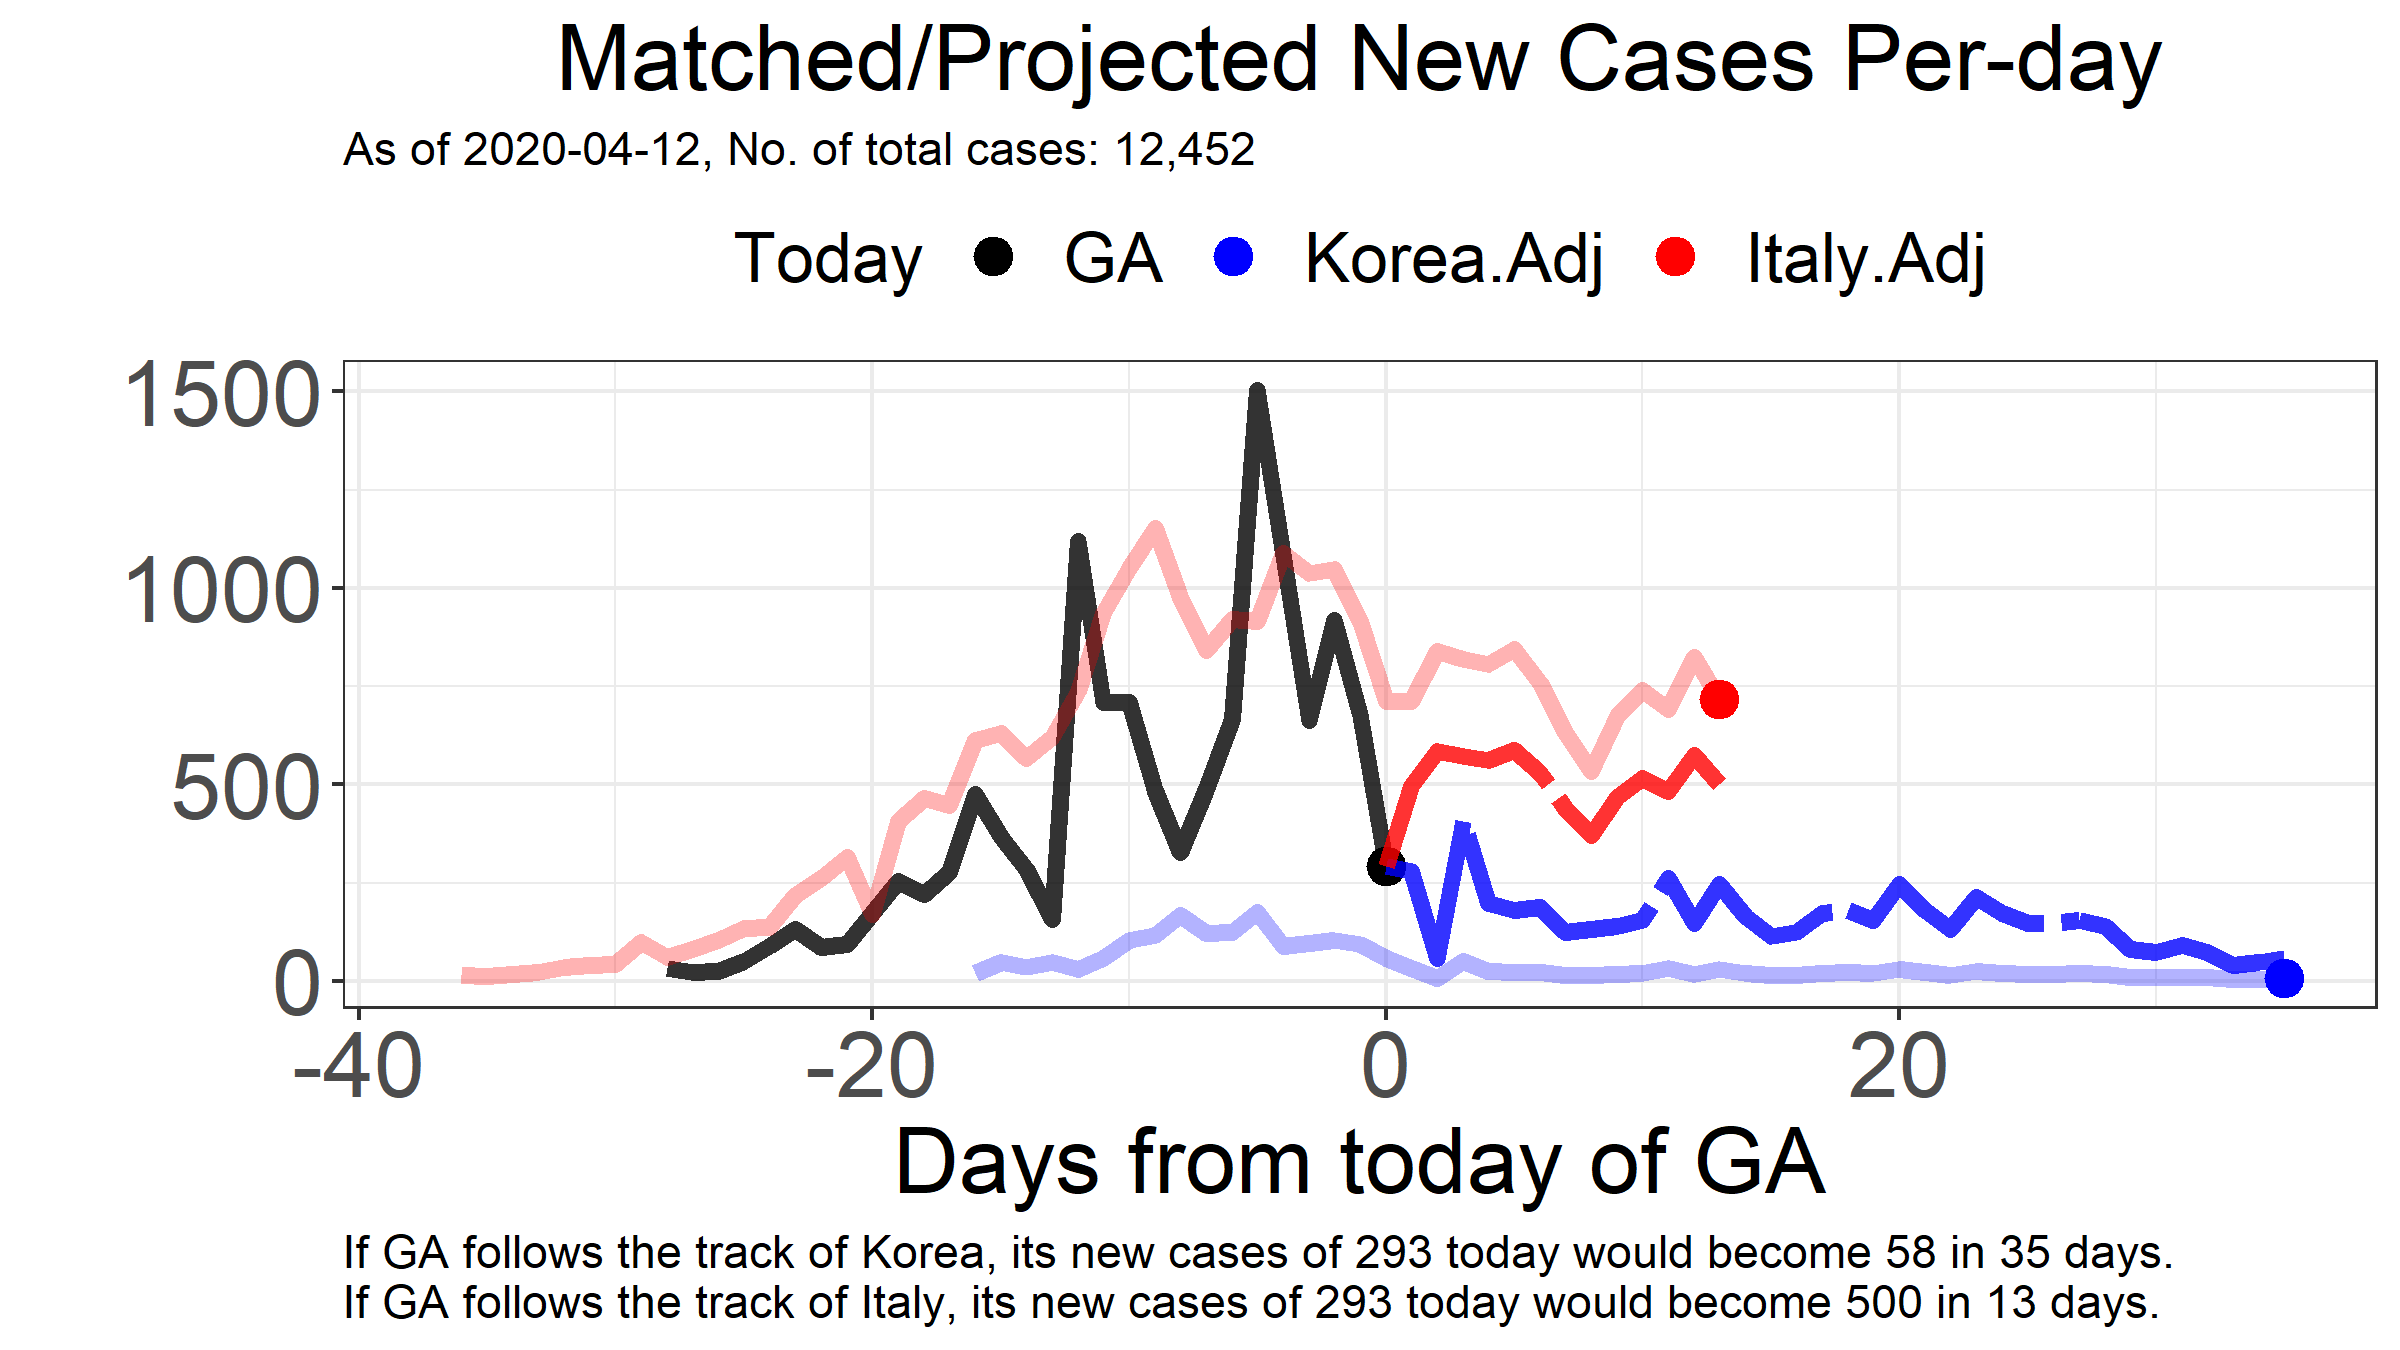 Matched/Projected New Cases Per-day
As of 2020-04-12, No. of total cases: 12,452
Today GA Korea.Adj Italy.Adj
1500
1000
500
0
-40 -20 0 20
Days from today of GA
If GA follows the track of Korea, its new cases of 293 today would become 58 in 35 days.
If GA follows the track of Italy, its new cases of 293 today would become 500 in 13 days.